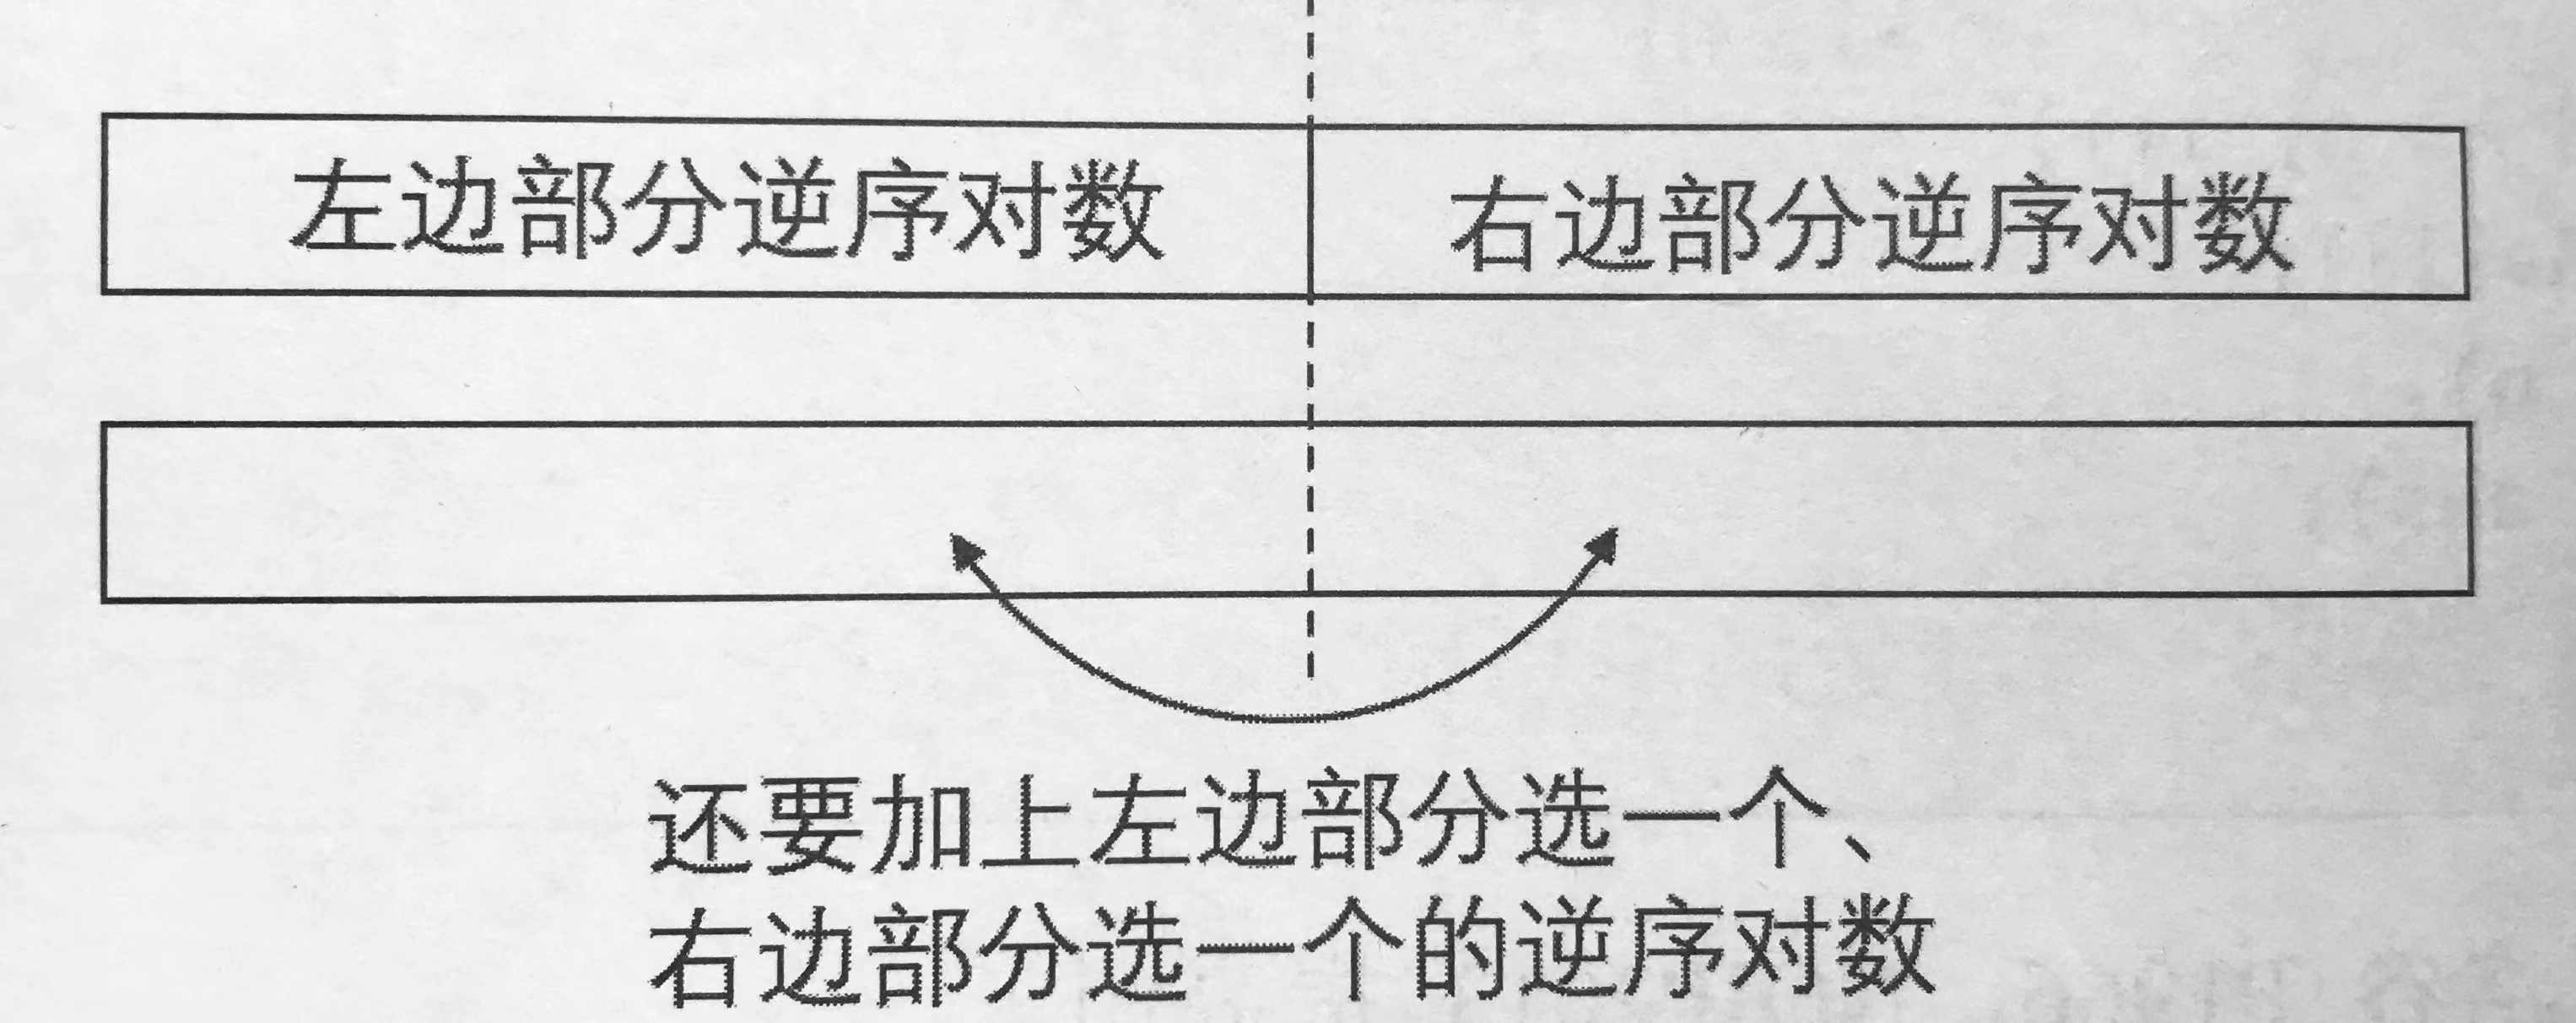 左边部分逆序对数
右边部分逆序对数
还要加上左边部分选一个、
右边部分选一个的逆序对数